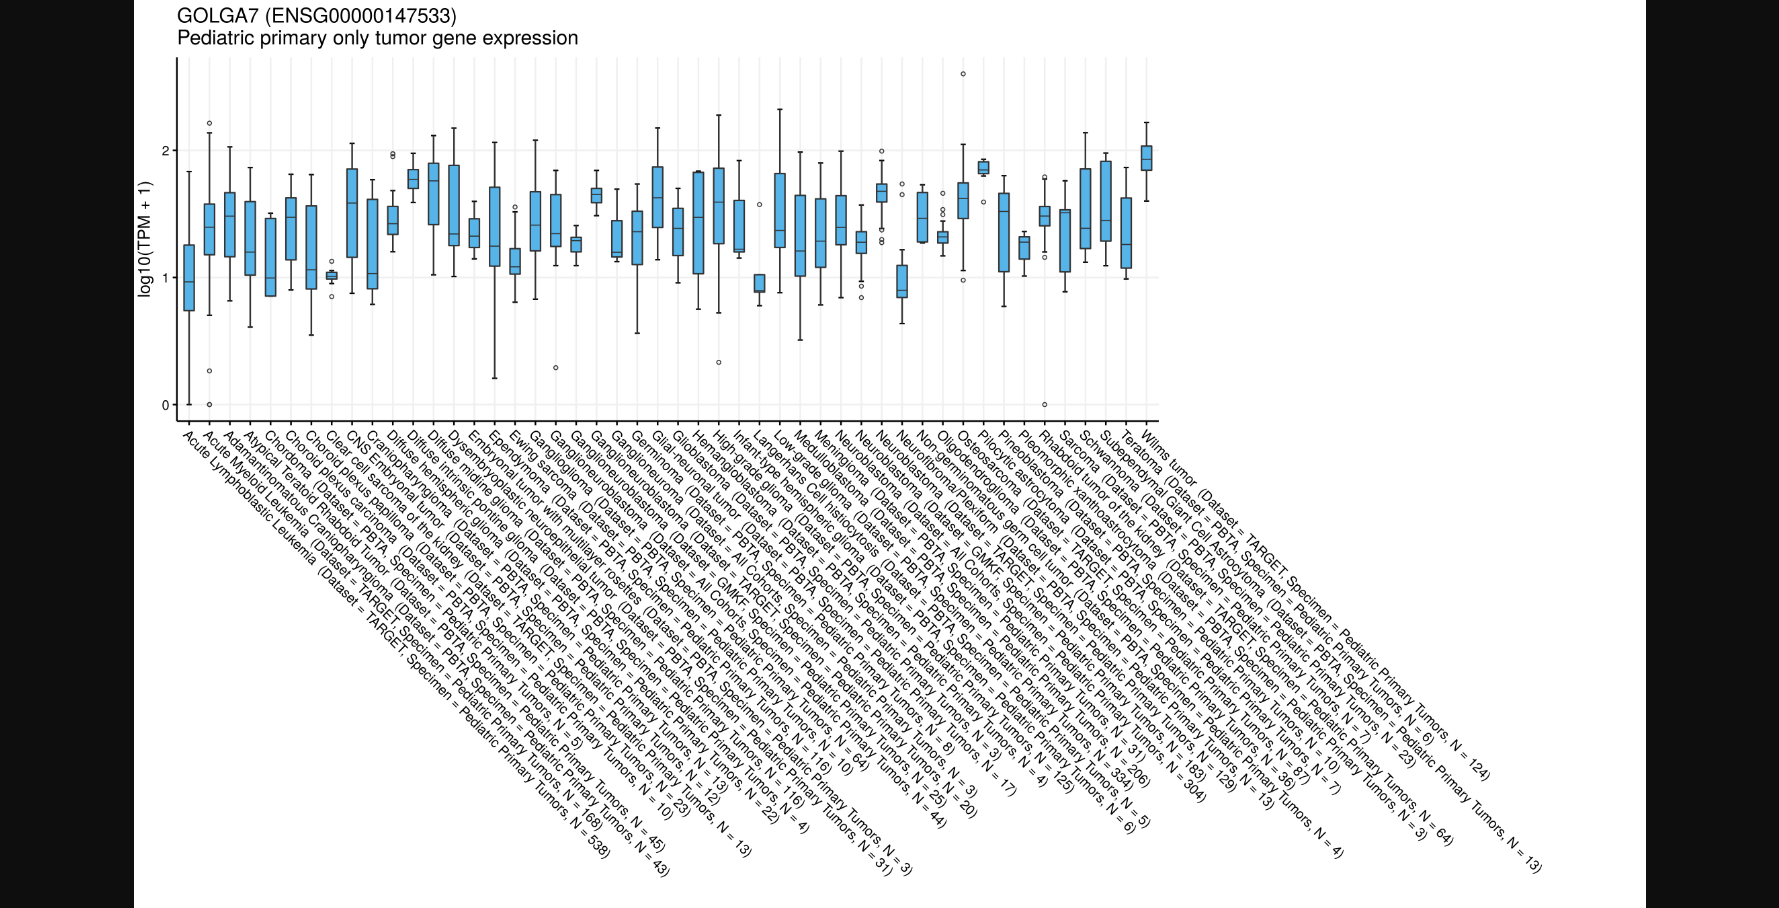 GOLGA7 (ENSG00000147533)
Pediatric primary only tumor gene expression
log10(TPM + 1)
2
1
0
Acute Lymphoblastic Leukemia (Dataset = TARGET, Specimen = Pediatric Primary Tumors, N = 538)
Acute Myeloid Leukemia (Dataset = TARGET, Specimen = Pediatric Primary Tumors, N = 168)
Adamantinomatous Craniopharyngioma (Dataset = PBTA, Specimen = Pediatric Primary Tumors, N = 43)
Atypical Teratoid Rhabdoid Tumor (Dataset = PBTA, Specimen = Pediatric Primary Tumors, N = 45)
Chordoma (Dataset = PBTA, Specimen = Pediatric Primary Tumors, N = 5)
Choroid plexus carcinoma (Dataset = PBTA, Specimen = Pediatric Primary Tumors, N = 10)
Choroid plexus papilloma (Dataset = PBTA, Specimen = Pediatric Primary Tumors, N = 23)
Clear cell sarcoma of the kidney (Dataset = TARGET, Specimen = Pediatric Primary Tumors, N = 13)
CNS Embryonal tumor (Dataset = PBTA, Specimen = Pediatric Primary Tumors, N = 12)
Craniopharyngioma (Dataset = PBTA, Specimen = Pediatric Primary Tumors, N = 13)
Diffuse hemispheric glioma (Dataset = PBTA, Specimen = Pediatric Primary Tumors, N = 22)
Diffuse intrinsic pontine glioma (Dataset = PBTA, Specimen = Pediatric Primary Tumors, N = 4)
Diffuse midline glioma (Dataset = PBTA, Specimen = Pediatric Primary Tumors, N = 116)
Dysembryoplastic neuroepithelial tumor (Dataset = PBTA, Specimen = Pediatric Primary Tumors, N = 31)
Embryonal tumor with multilayer rosettes (Dataset = PBTA, Specimen = Pediatric Primary Tumors, N = 3)
Ependymoma (Dataset = PBTA, Specimen = Pediatric Primary Tumors, N = 116)
Ewing sarcoma (Dataset = PBTA, Specimen = Pediatric Primary Tumors, N = 10)
Ganglioglioma (Dataset = PBTA, Specimen = Pediatric Primary Tumors, N = 64)
Ganglioneuroblastoma (Dataset = All Cohorts, Specimen = Pediatric Primary Tumors, N = 44)
Ganglioneuroblastoma (Dataset = GMKF, Specimen = Pediatric Primary Tumors, N = 25)
Ganglioneuroblastoma (Dataset = TARGET, Specimen = Pediatric Primary Tumors, N = 20)
Ganglioneuroma (Dataset = All Cohorts, Specimen = Pediatric Primary Tumors, N = 3)
Germinoma (Dataset = PBTA, Specimen = Pediatric Primary Tumors, N = 8)
Glial-neuronal tumor (Dataset = PBTA, Specimen = Pediatric Primary Tumors, N = 17)
Glioblastoma (Dataset = PBTA, Specimen = Pediatric Primary Tumors, N = 3)
Hemangioblastoma (Dataset = PBTA, Specimen = Pediatric Primary Tumors, N = 4)
High-grade glioma (Dataset = PBTA, Specimen = Pediatric Primary Tumors, N = 125)
Infant-type hemispheric glioma (Dataset = PBTA, Specimen = Pediatric Primary Tumors, N = 6)
Langerhans Cell histiocytosis (Dataset = PBTA, Specimen = Pediatric Primary Tumors, N = 5)
Low-grade glioma (Dataset = PBTA, Specimen = Pediatric Primary Tumors, N = 334)
Medulloblastoma (Dataset = PBTA, Specimen = Pediatric Primary Tumors, N = 206)
Meningioma (Dataset = PBTA, Specimen = Pediatric Primary Tumors, N = 31)
Neuroblastoma (Dataset = All Cohorts, Specimen = Pediatric Primary Tumors, N = 304)
Neuroblastoma (Dataset = GMKF, Specimen = Pediatric Primary Tumors, N = 183)
Neuroblastoma (Dataset = TARGET, Specimen = Pediatric Primary Tumors, N = 129)
Neurofibroma/Plexiform (Dataset = PBTA, Specimen = Pediatric Primary Tumors, N = 13)
Non-germinomatous germ cell tumor (Dataset = PBTA, Specimen = Pediatric Primary Tumors, N = 4)
Oligodendroglioma (Dataset = PBTA, Specimen = Pediatric Primary Tumors, N = 36)
Osteosarcoma (Dataset = TARGET, Specimen = Pediatric Primary Tumors, N = 87)
Pilocytic astrocytoma (Dataset = PBTA, Specimen = Pediatric Primary Tumors, N = 7)
Pineoblastoma (Dataset = PBTA, Specimen = Pediatric Primary Tumors, N = 10)
Pleomorphic xanthoastrocytoma (Dataset = PBTA, Specimen = Pediatric Primary Tumors, N = 3)
Rhabdoid tumor of the kidney (Dataset = TARGET, Specimen = Pediatric Primary Tumors, N = 64)
Sarcoma (Dataset = PBTA, Specimen = Pediatric Primary Tumors, N = 7)
Schwannoma (Dataset = PBTA, Specimen = Pediatric Primary Tumors, N = 23)
Subependymal Giant Cell Astrocytoma (Dataset = PBTA, Specimen = Pediatric Primary Tumors, N = 13)
Teratoma (Dataset = PBTA, Specimen = Pediatric Primary Tumors, N = 6)
Wilms tumor (Dataset = TARGET, Specimen = Pediatric Primary Tumors, N = 124)